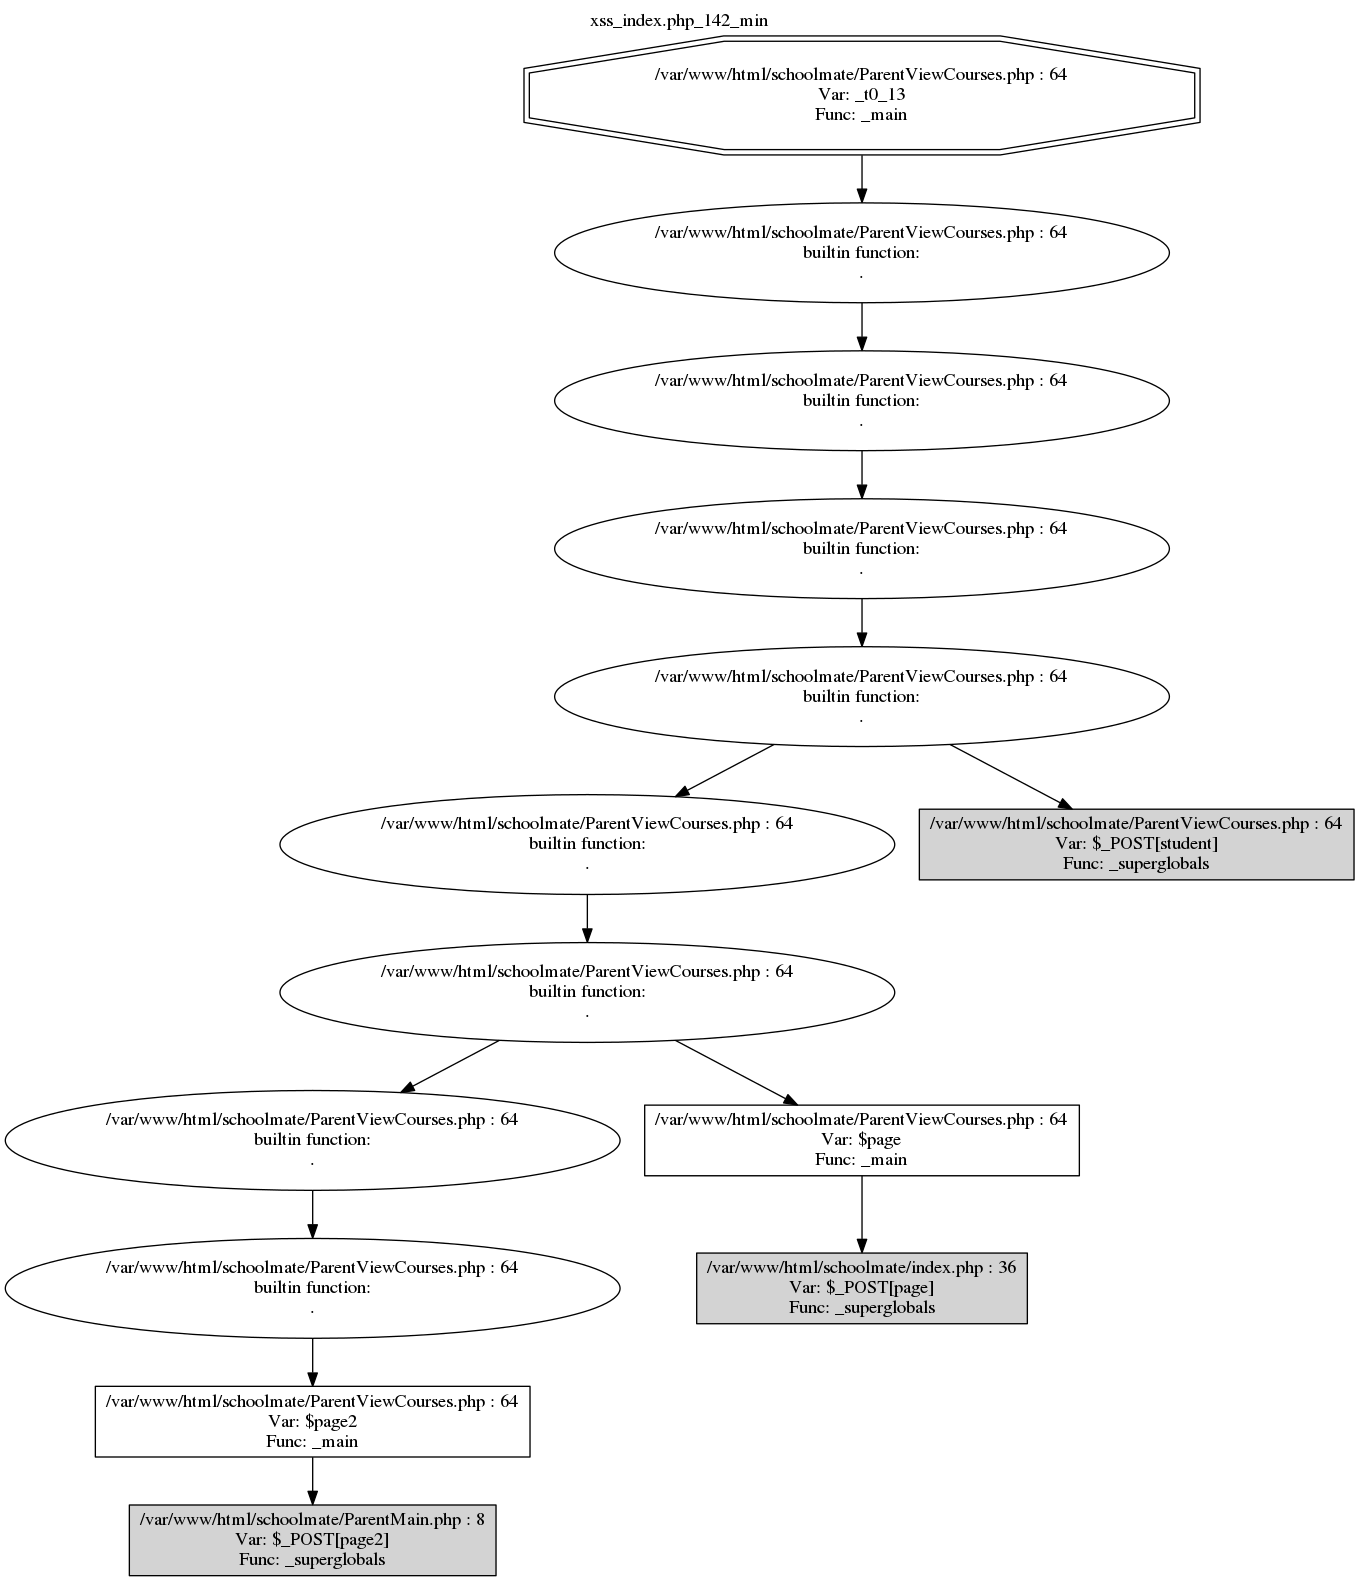 xss_index.php_142_min
/var/www/html/schoolmate/ParentViewCourses.php : 64
Var: _t0_13
Func: _main
/var/www/html/schoolmate/ParentViewCourses.php : 64
builtin function:
.
/var/www/html/schoolmate/ParentViewCourses.php : 64
builtin function:
.
/var/www/html/schoolmate/ParentViewCourses.php : 64
builtin function:
.
/var/www/html/schoolmate/ParentViewCourses.php : 64
builtin function:
.
/var/www/html/schoolmate/ParentViewCourses.php : 64
builtin function:
.
/var/www/html/schoolmate/ParentViewCourses.php : 64
Var: $_POST[student]
Func: _superglobals
/var/www/html/schoolmate/ParentViewCourses.php : 64
builtin function:
.
/var/www/html/schoolmate/ParentViewCourses.php : 64
builtin function:
.
/var/www/html/schoolmate/ParentViewCourses.php : 64
Var: $page
Func: _main
/var/www/html/schoolmate/ParentViewCourses.php : 64
builtin function:
.
/var/www/html/schoolmate/index.php : 36
Var: $_POST[page]
Func: _superglobals
/var/www/html/schoolmate/ParentViewCourses.php : 64
Var: $page2
Func: _main
/var/www/html/schoolmate/ParentMain.php : 8
Var: $_POST[page2]
Func: _superglobals